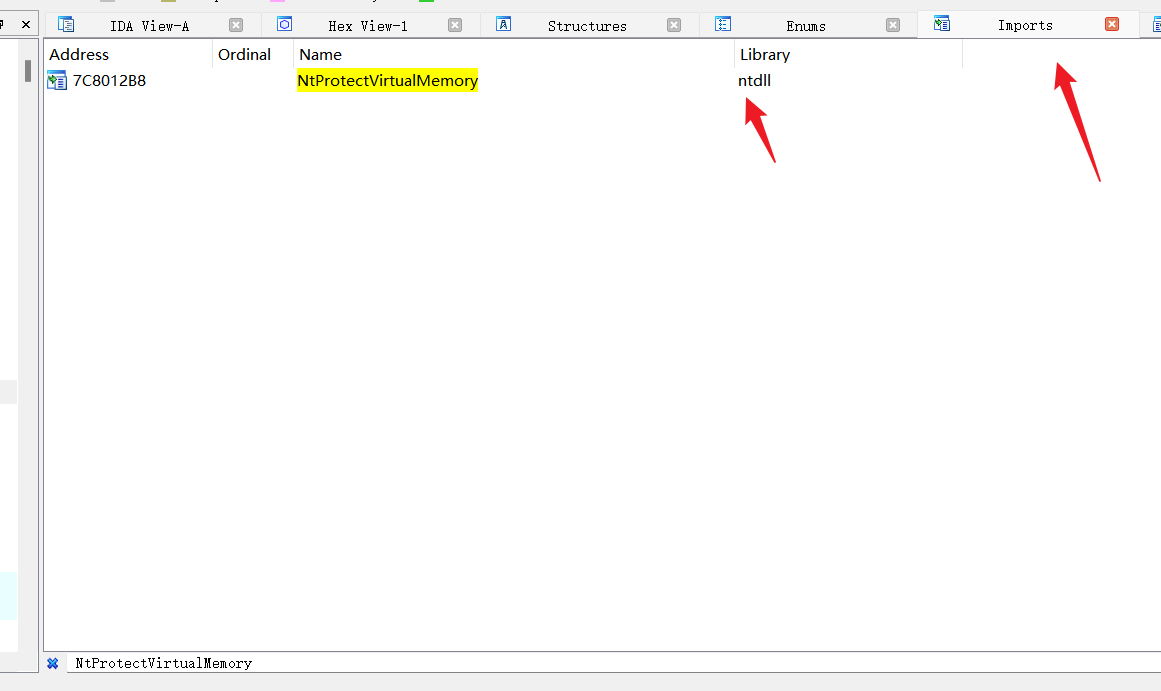 IDA View-A Hex View-1 Structures Enums Imports
Address Ordinal Name Library
7C8012B8 NtProtectVirtualMemory ntdll
NtProtectVirtualMemory